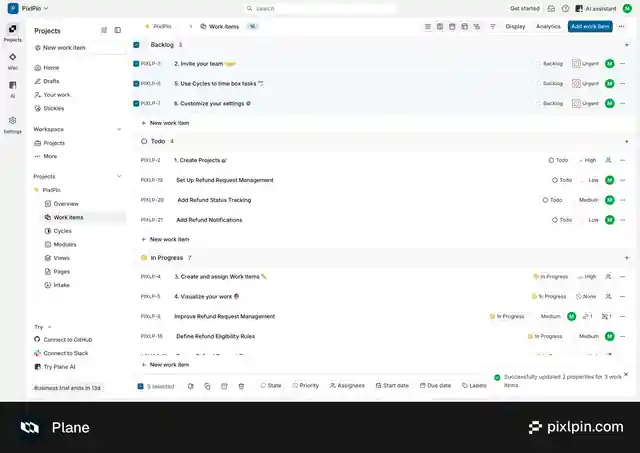 PixlPin
Search
Get started
AI assistant
M
Projects
Wiki
AI
Settings
Projects
New work item
Home
Drafts
Your work
Stickies
Workspace
Projects
More
Projects
PixlPin
Overview
Work items
Cycles
Modules
Views
Pages
Intake
Try
Connect to GitHub
Connect to Slack
Try Plane AI
Business trial ends in 13d
PixlPin Work items
Display Analytics Add work item
Backlog 3
PIXLP-3 2. Invite your team Backlog Urgent M
5. Use Cycles to time box tasks Backlog Urgent M
PIXLP-7 6. Customize your settings Backlog Urgent M
+ New work item
Todo 4
PIXLP-2 1. Create Projects Todo High
PIXLP-19 Set Up Refund Request Management Todo Low M
PIXLP-20 Add Refund Status Tracking Todo Medium M
PIXLP-21 Add Refund Notifications Todo Low M
+ New work item
In Progress 7
PIXLP-4 3. Create and assign Work items In Progress High
4. Visualize your work In Progress None
Improve Refund Request Management In Progress Medium M 1 1
Define Refund Eligibility Rules In Progress Medium M
+ New work item
3 selected State Priority Assignees Start date Due date Labels
Successfully updated 2 properties for 3 work items.
Plane
pixlpin.com